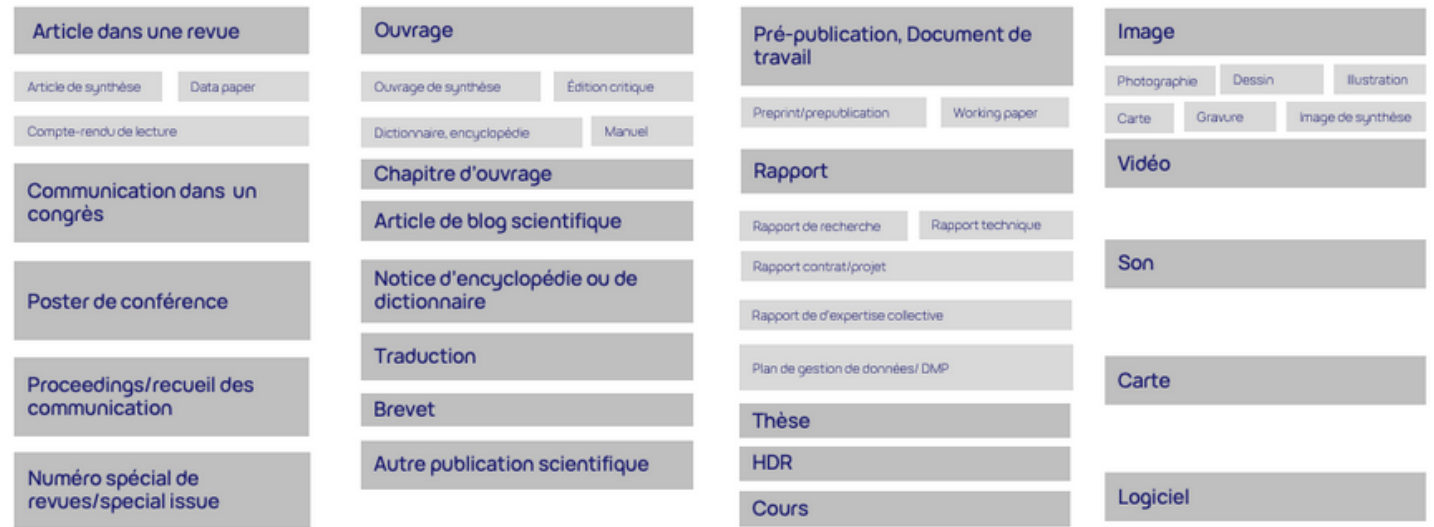 Article dans une revue
Article de synthèse
Data paper
Compte-rendu de lecture
Communication dans un
congrès
Poster de conférence
Proceedings/recueil des
communication
Numéro spécial de
revues/special issue
Ouvrage
Ouvrage de synthèse
Édition critique
Dictionnaire, encyclopédie
Manuel
Chapitre d'ouvrage
Article de blog scientifique
Notice d'encyclopédie ou de
dictionnaire
Traduction
Brevet
Autre publication scientifique
Pré-publication, Document de
travail
Preprint/prepublication
Working paper
Rapport
Rapport de recherche
Rapport technique
Rapport contrat/projet
Rapport de d'expertise collective
Plan de gestion de données/ DMP
Thèse
HDR
Cours
Image
Photographie
Dessin
Illustration
Carte
Gravure
Image de synthèse
Vidéo
Son
Carte
Logiciel